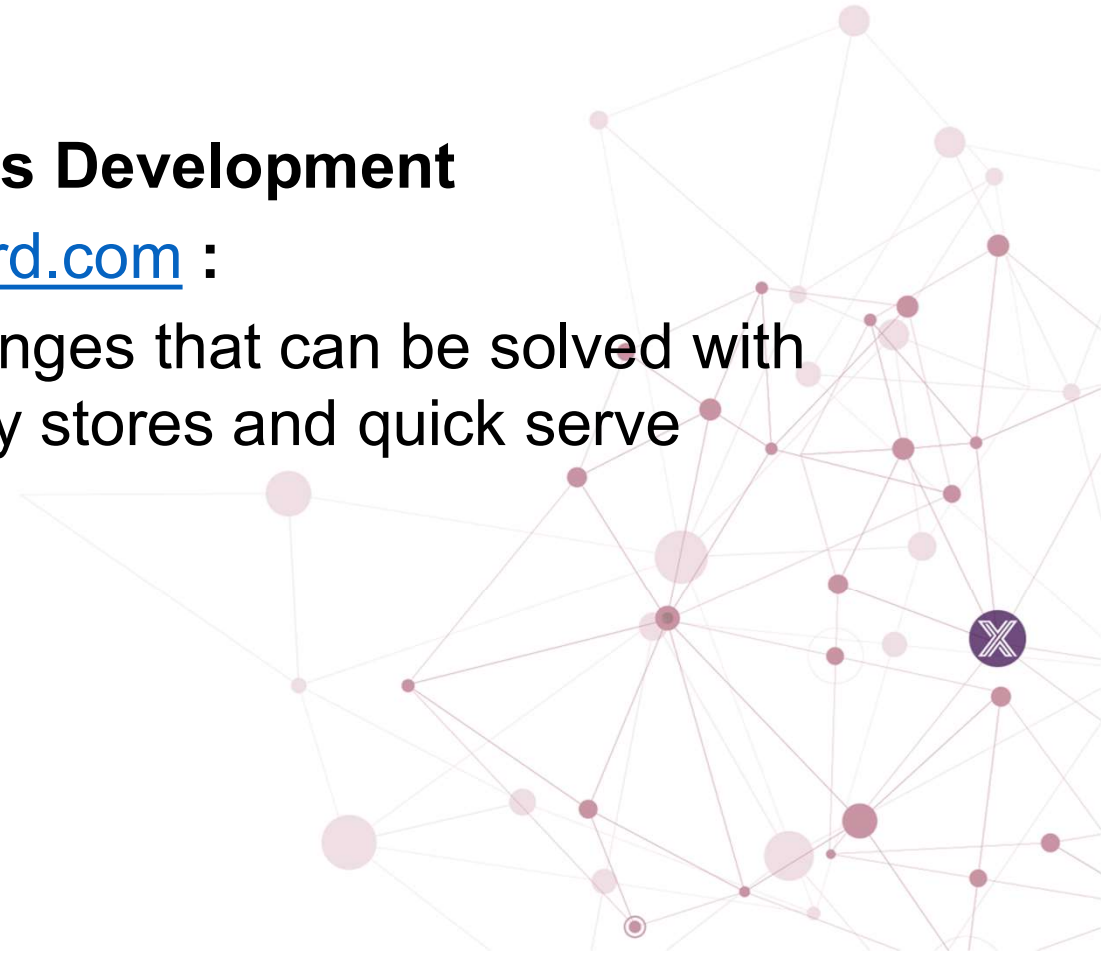 s Development
rd.com :
nges that can be solved with
y stores and quick serve